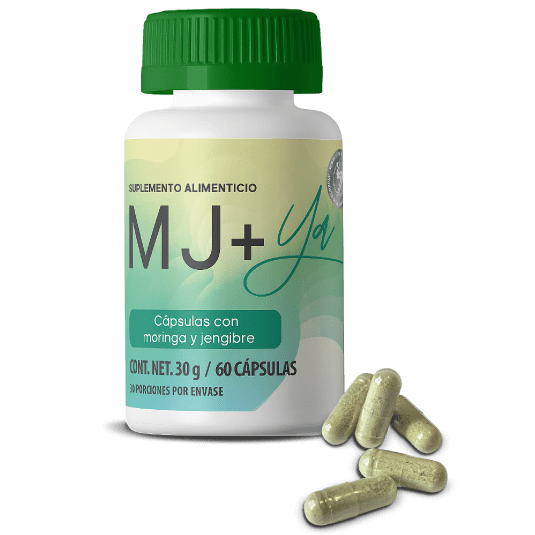 SUPLEMENTO ALIMENTICIO
MJ+ Ya
Cápsulas con
moringa y jengibre
CONT. NET. 30 g / 60 CÁPSULAS
30 PORCIONES POR ENVASE